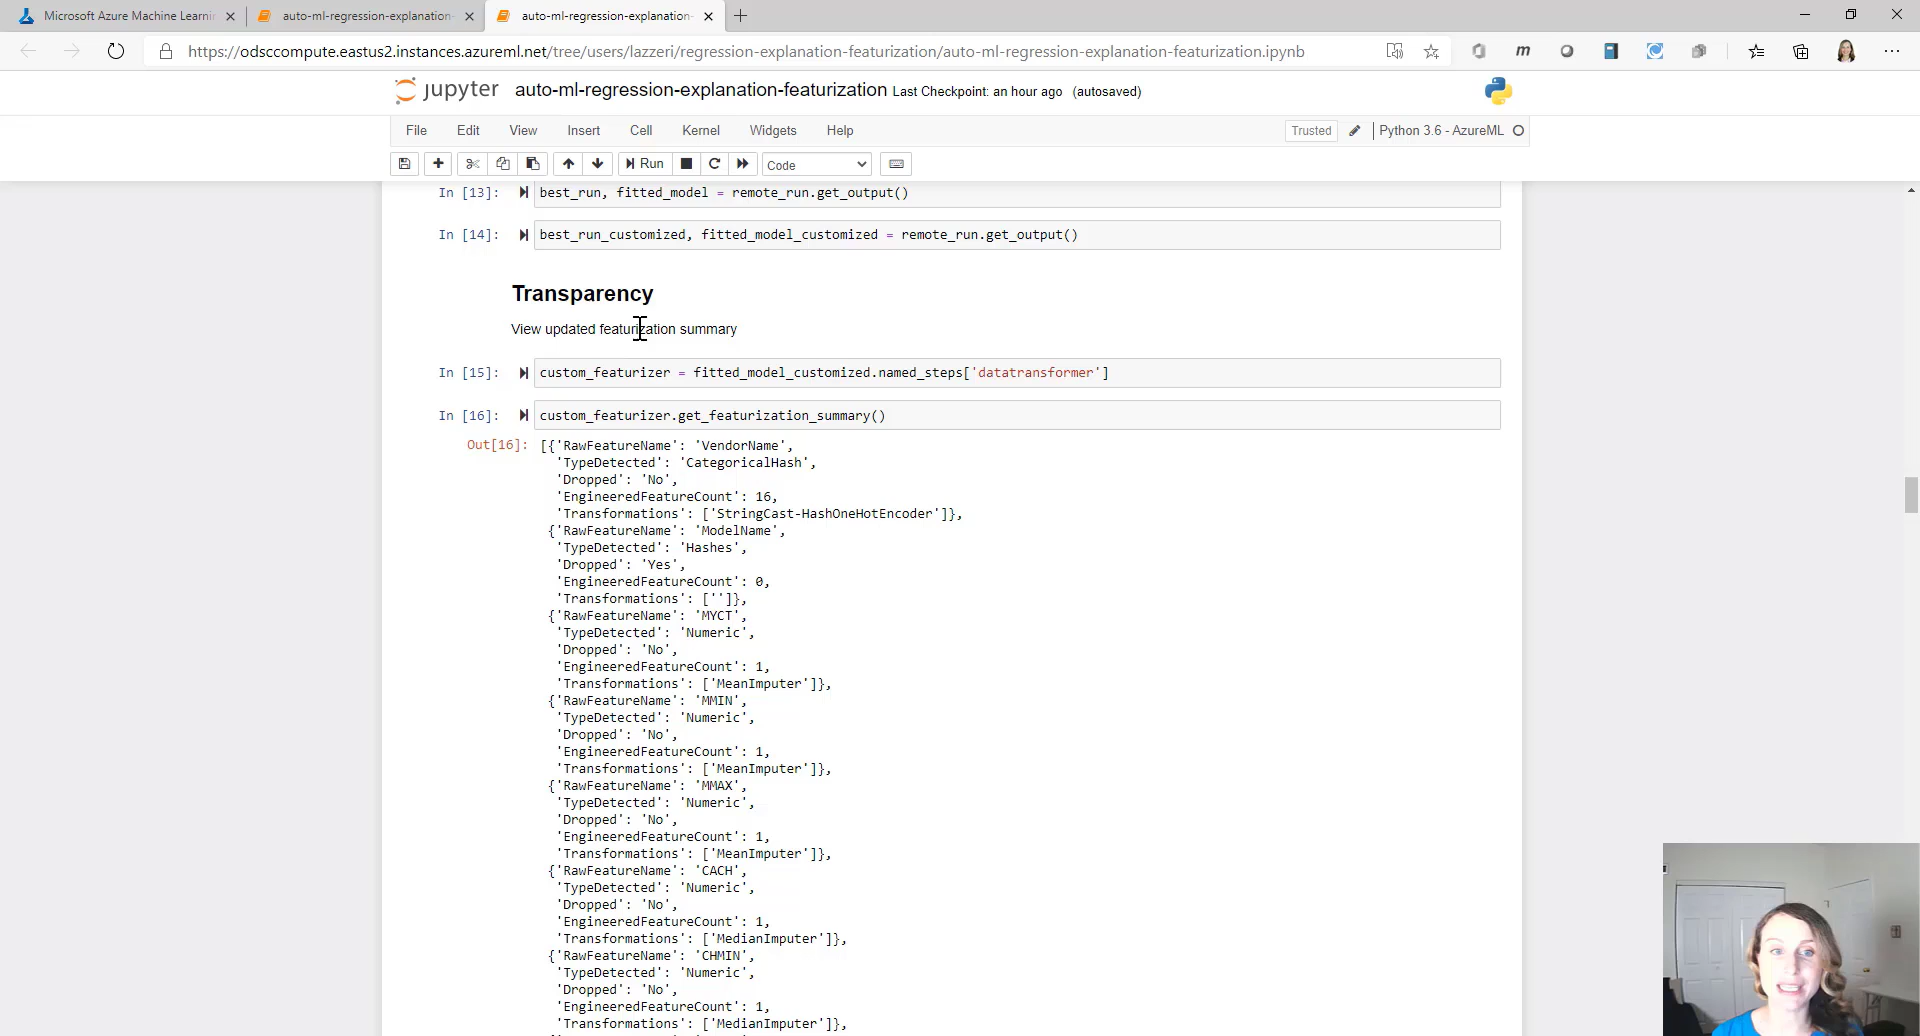 Microsoft Azure Machine Learni
auto-ml-regression-explanation-
auto-ml-regression-explanation-
https://odsccompute.eastus2.instances.azureml.net/tree/users/lazzeri/regression-explanation-featurization/auto-ml-regression-explanation-featurization.ipynb
jupyter auto-ml-regression-explanation-featurization Last Checkpoint: an hour ago (autosaved)
File Edit View Insert Cell Kernel Widgets Help Trusted Python 3.6 - AzureML
Run Code
In [13]: best_run, fitted_model = remote_run.get_output()
In [14]: best_run_customized, fitted_model_customized = remote_run.get_output()
Transparency
View updated featurization summary
In [15]: custom_featurizer = fitted_model_customized.named_steps['datatransformer']
In [16]: custom_featurizer.get_featurization_summary()
Out[16]: [{'RawFeatureName': 'VendorName',
'TypeDetected': 'CategoricalHash',
'Dropped': 'No',
'EngineeredFeatureCount': 16,
'Transformations': ['StringCast-HashOneHotEncoder']},
{'RawFeatureName': 'ModelName',
'TypeDetected': 'Hashes',
'Dropped': 'Yes',
'EngineeredFeatureCount': 0,
'Transformations': ['']},
{'RawFeatureName': 'MYCT',
'TypeDetected': 'Numeric',
'Dropped': 'No',
'EngineeredFeatureCount': 1,
'Transformations': ['MeanImputer']},
{'RawFeatureName': 'MMIN',
'TypeDetected': 'Numeric',
'Dropped': 'No',
'EngineeredFeatureCount': 1,
'Transformations': ['MeanImputer']},
{'RawFeatureName': 'MMAX',
'TypeDetected': 'Numeric',
'Dropped': 'No',
'EngineeredFeatureCount': 1,
'Transformations': ['MeanImputer']},
{'RawFeatureName': 'CACH',
'TypeDetected': 'Numeric',
'Dropped': 'No',
'EngineeredFeatureCount': 1,
'Transformations': ['MedianImputer']},
{'RawFeatureName': 'CHMIN',
'TypeDetected': 'Numeric',
'Dropped': 'No',
'EngineeredFeatureCount': 1,
'Transformations': ['MedianImputer']},